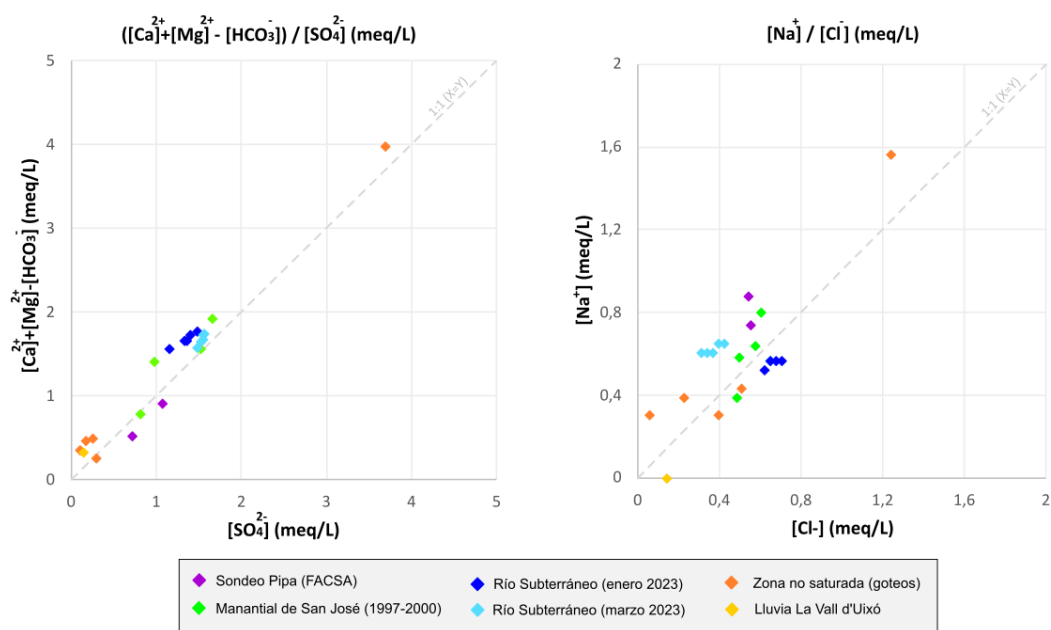 ([Ca]2+ +[Mg]2+ - [HCO3]-) / [SO4]2- (meq/L)
5
4
3
2
1
0
0 1 2 3 4 5
1:1 (X=Y)
[Ca]2+ +[Mg]2+ -[HCO3]- (meq/L)
[SO4]2- (meq/L)
[Na]+ / [Cl]- (meq/L)
2
1,6
1,2
0,8
0,4
0
0 0,4 0,8 1,2 1,6 2
1:1 (X=Y)
[Na+] (meq/L)
[Cl-] (meq/L)
Sondeo Pipa (FACSA)
Río Subterráneo (enero 2023)
Zona no saturada (goteos)
Manantial de San José (1997-2000)
Río Subterráneo (marzo 2023)
Lluvia La Vall d'Uixó